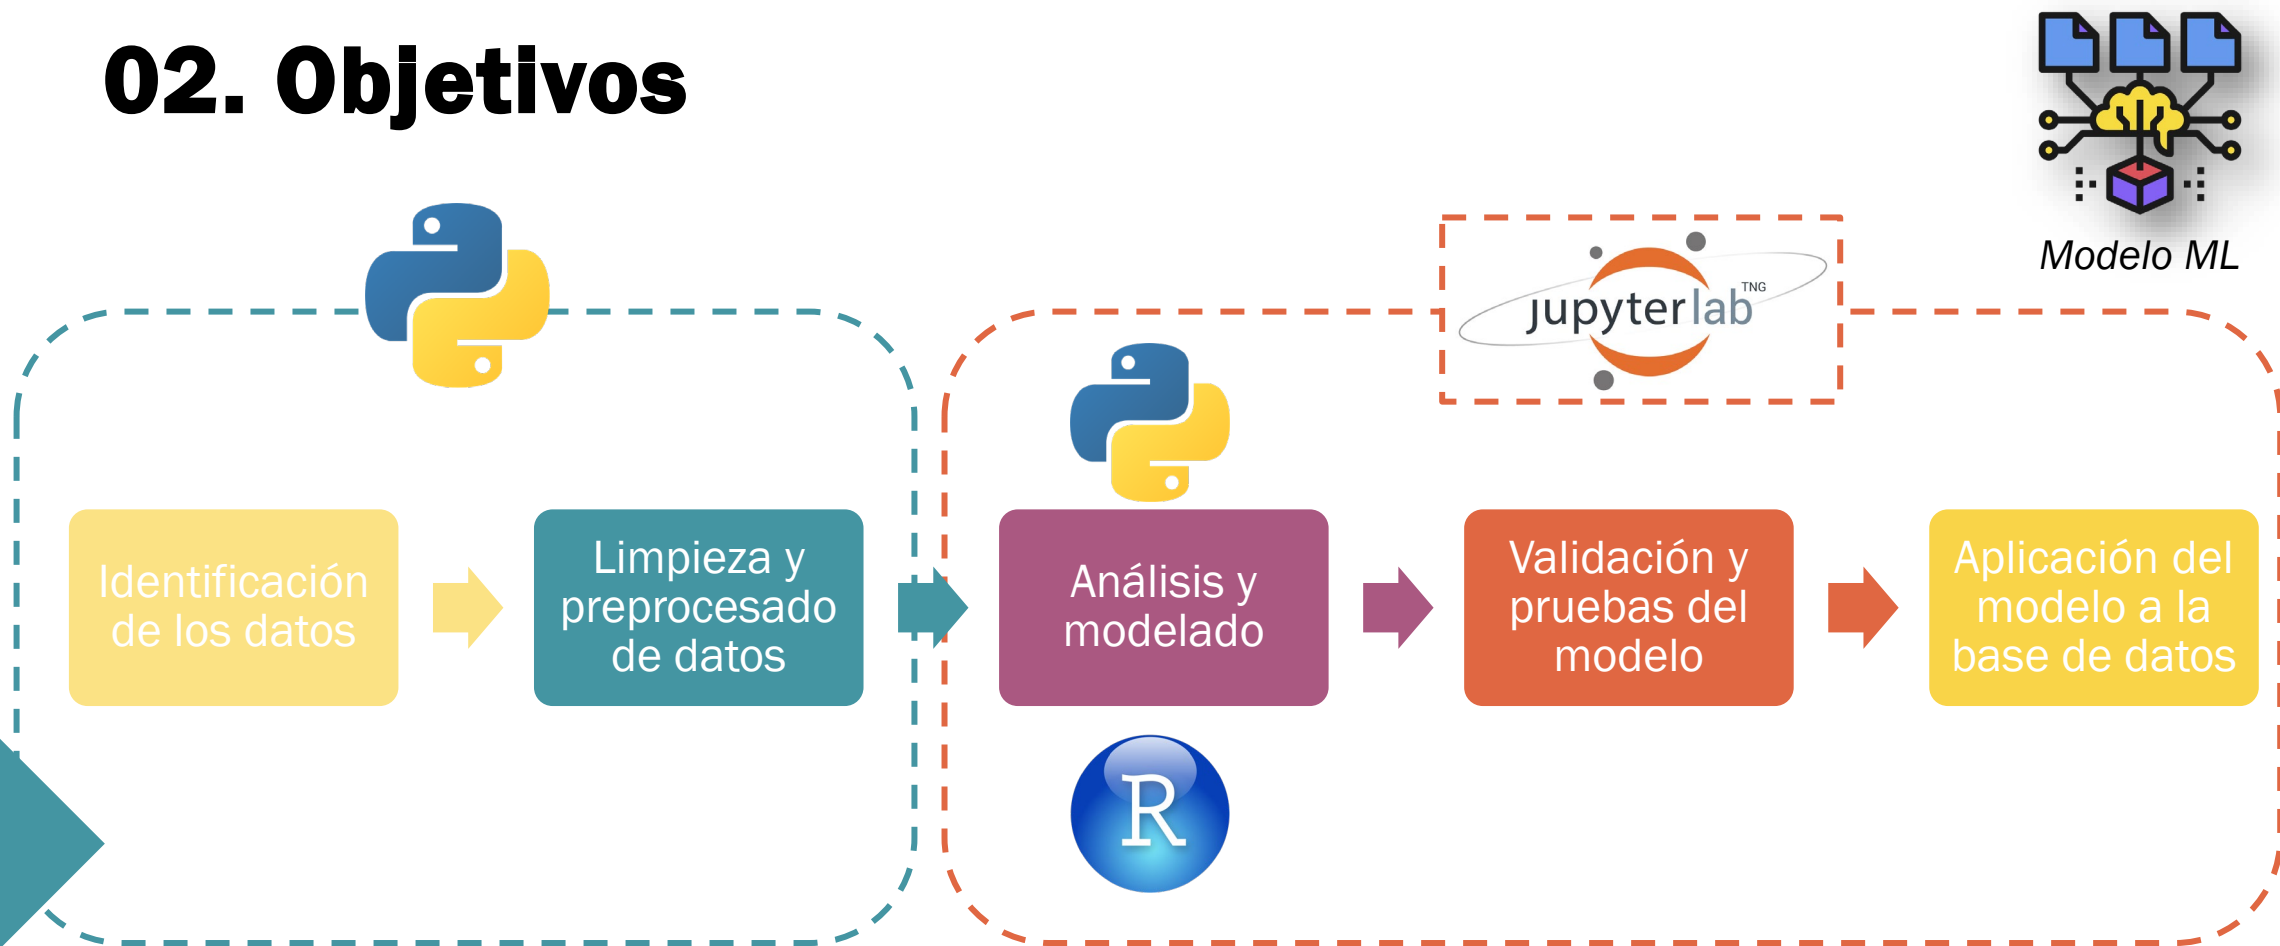 02. Objetivos
Modelo ML
jupyterlab TNG
Identificación
de los datos
Limpieza y
preprocesado
de datos
Análisis y
modelado
Validación y
pruebas del
modelo
Aplicación del
modelo a la
base de datos
R